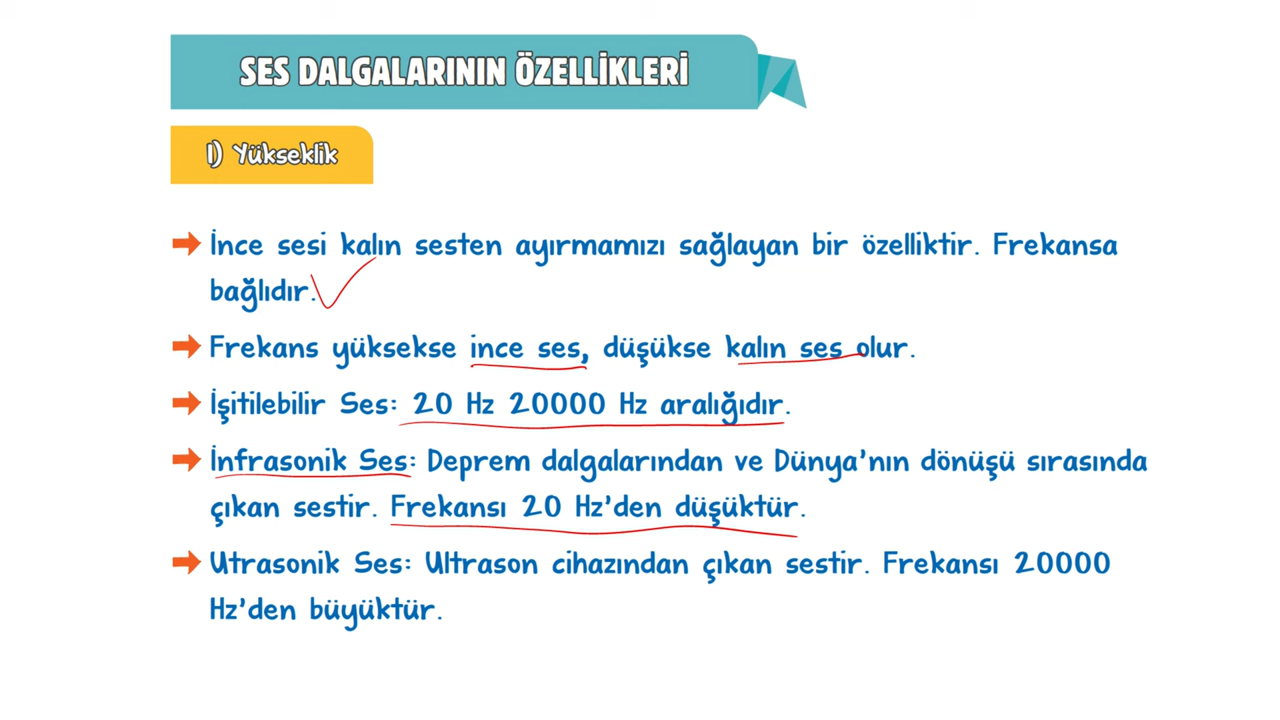 SES DALGALARININ ÖZELLİKLERİ
1) Yükseklik
İnce sesi kalın sesten ayırmamızı sağlayan bir özelliktir. Frekansa
bağlıdır.
Frekans yüksekse ince ses, düşükse kalın ses olur.
İşitilebilir Ses: 20 Hz 20000 Hz aralığıdır.
İnfrasonik Ses: Deprem dalgalarından ve Dünya'nın dönüşü sırasında
çıkan sestir. Frekansı 20 Hz'den düşüktür.
Utrasonik Ses: Ultrason cihazından çıkan sestir. Frekansı 20000
Hz'den büyüktür.